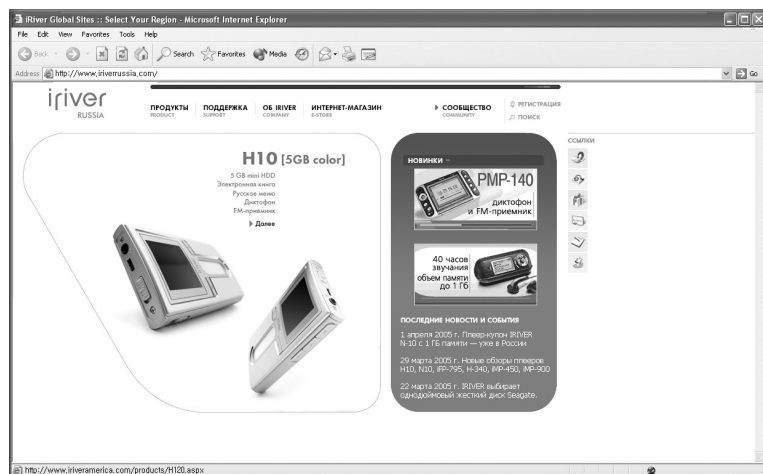 iRiver Global Sites :: Select Your Region - Microsoft Internet Explorer
File Edit View Favorites Tools Help
Back Search Favorites Media
Address http://www.iriverrussia.com/ Go
iriver
RUSSIA
ПРОДУКТЫ ПОДДЕРЖКА ОБ IRIVER ИНТЕРНЕТ-МАГАЗИН СООБЩЕСТВО
PRODUCT SUPPORT COMPANY E-STORE COMMUNITY
РЕГИСТРАЦИЯ
ПОИСК
H10 [5GB color]
5 GB mini HDD
Электронная книга
Русское меню
Диктофон
FM-приемник
Далее
НОВИНКИ
PMP-140
диктофон
и FM-приемник
40 часов
звучания
объем памяти
до 1 Гб
ПОСЛЕДНИЕ НОВОСТИ И СОБЫТИЯ
1 апреля 2005 г. Плеер-кулон IRIVER
N-10 с 1 ГБ памяти — уже в России
29 марта 2005 г. Новые обзоры плееров
H10, N10, iFP-795, H-340, iMP-450, iMP-900
22 марта 2005 г. IRIVER выбирает
однодюймовый жесткий диск Seagate.
ССЫЛКИ
http://www.iriveramerica.com/products/H120.aspx